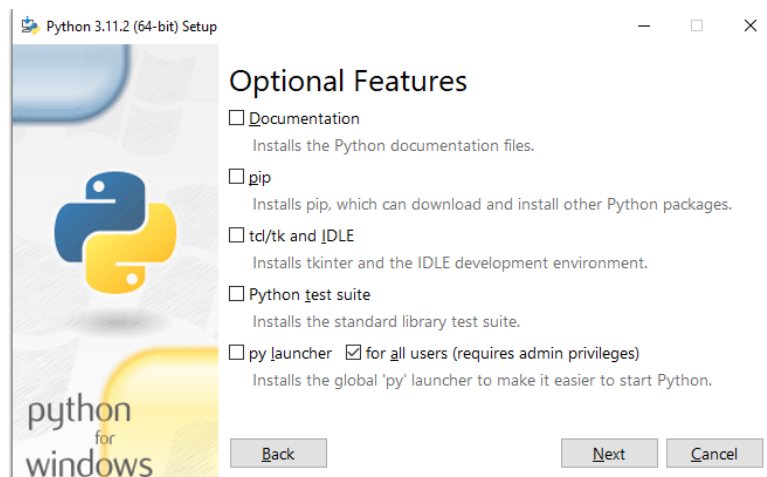 Python 3.11.2 (64-bit) Setup
Optional Features
Documentation
Installs the Python documentation files.
pip
Installs pip, which can download and install other Python packages.
tcl/tk and IDLE
Installs tkinter and the IDLE development environment.
Python test suite
Installs the standard library test suite.
py launcher for all users (requires admin privileges)
Installs the global 'py' launcher to make it easier to start Python.
python
for
windows
Back Next Cancel